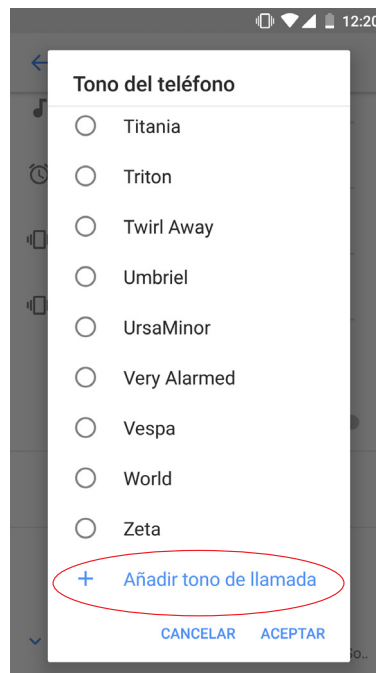 12:20
Tono del teléfono
Titania
Triton
Twirl Away
Umbriel
UrsaMinor
Very Alarmed
Vespa
World
Zeta
+ Añadir tono de llamada
CANCELAR ACEPTAR